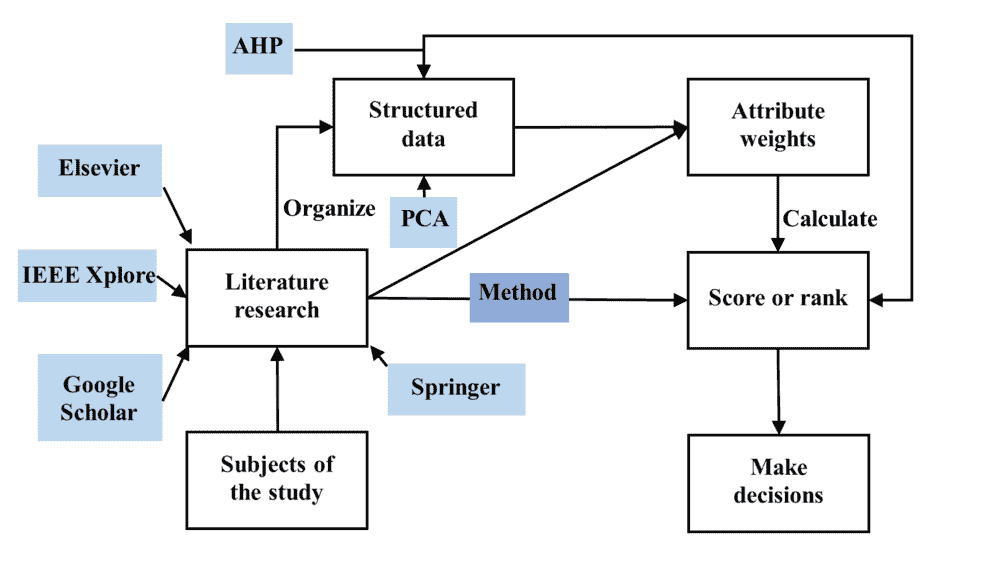 AHP
Structured
data
Attribute
weights
Elsevier
Organize
PCA
Calculate
IEEE Xplore
Literature
research
Method
Score or rank
Google
Scholar
Springer
Subjects of
the study
Make
decisions